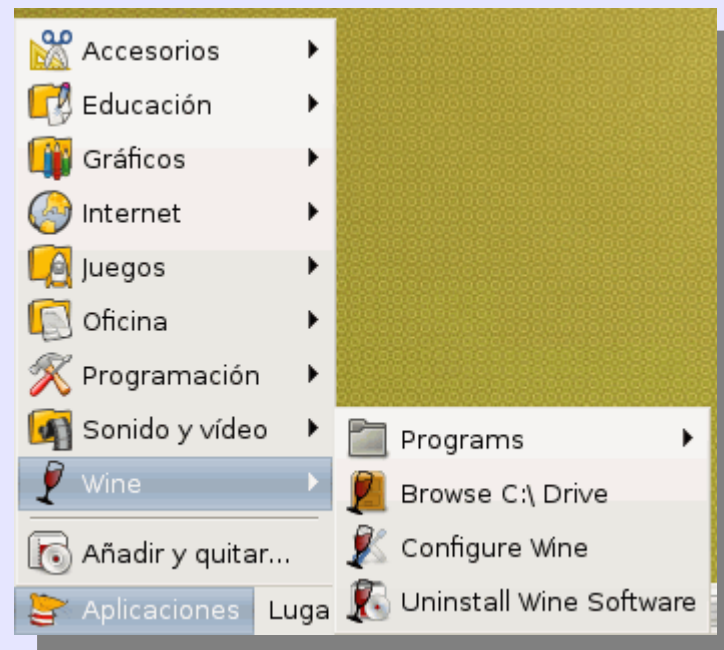 Accesorios
Educación
Gráficos
Internet
Juegos
Oficina
Programación
Sonido y vídeo
Wine
Añadir y quitar...
Aplicaciones
Luga
Programs
Browse C:\ Drive
Configure Wine
Uninstall Wine Software